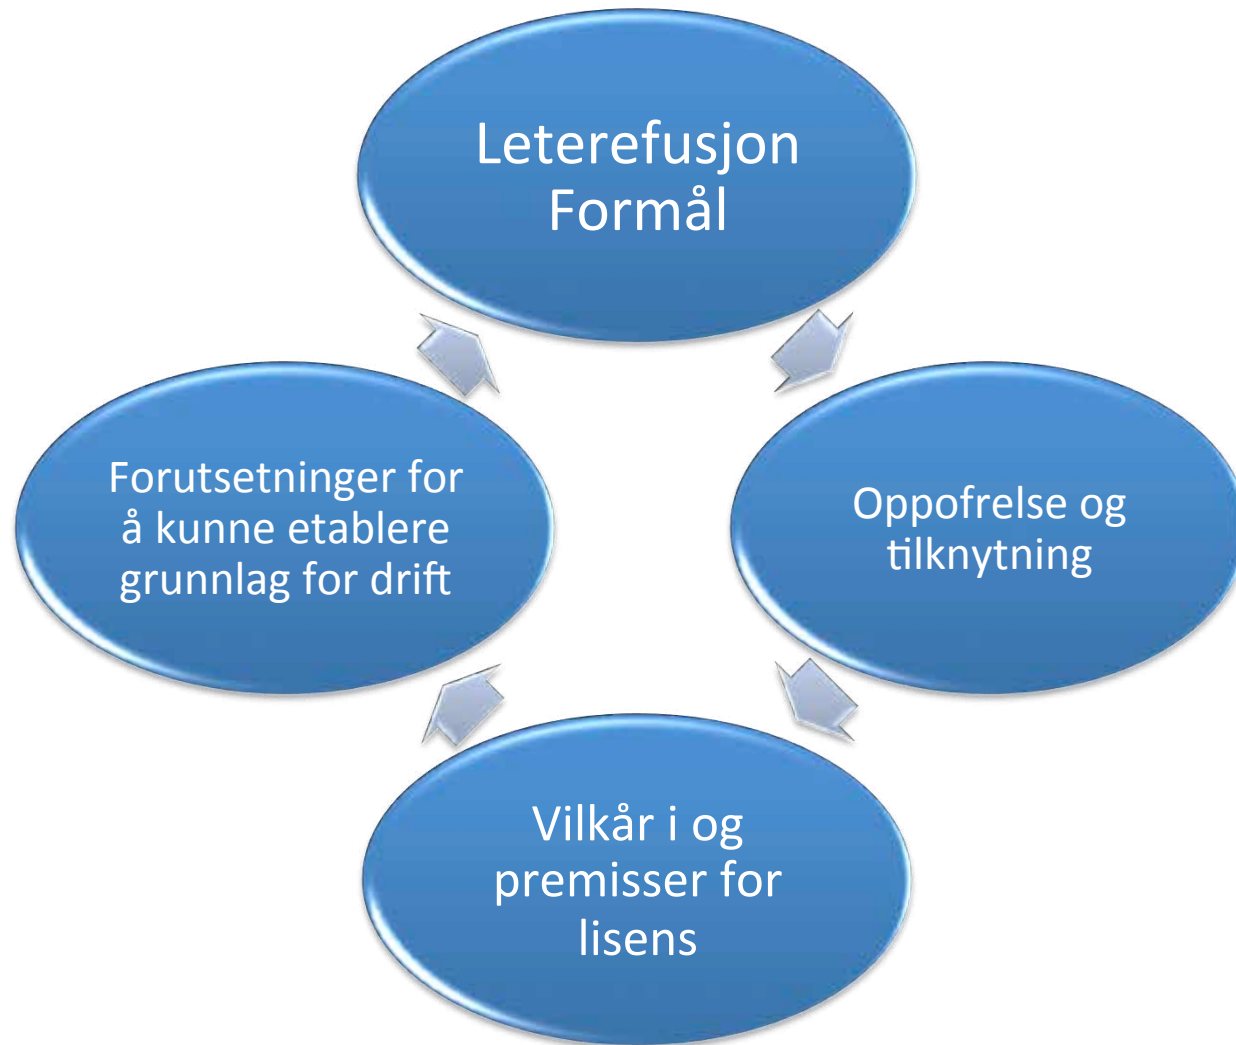 Leterefusjon
Formål
Forutsetninger for
å kunne etablere
grunnlag for drift
Oppofrelse og
tilknytning
Vilkår i og
premisser for
lisens